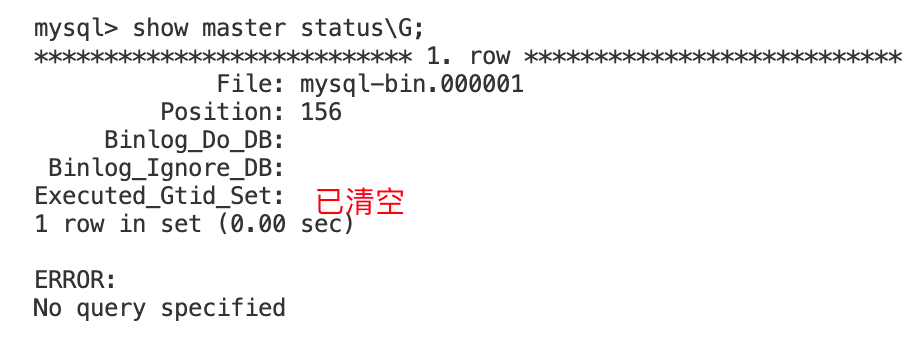 mysql> show master status\G;
*************************** 1. row ***************************
File: mysql-bin.000001
Position: 156
Binlog_Do_DB:
Binlog_Ignore_DB:
Executed_Gtid_Set: 已清空
1 row in set (0.00 sec)
ERROR:
No query specified